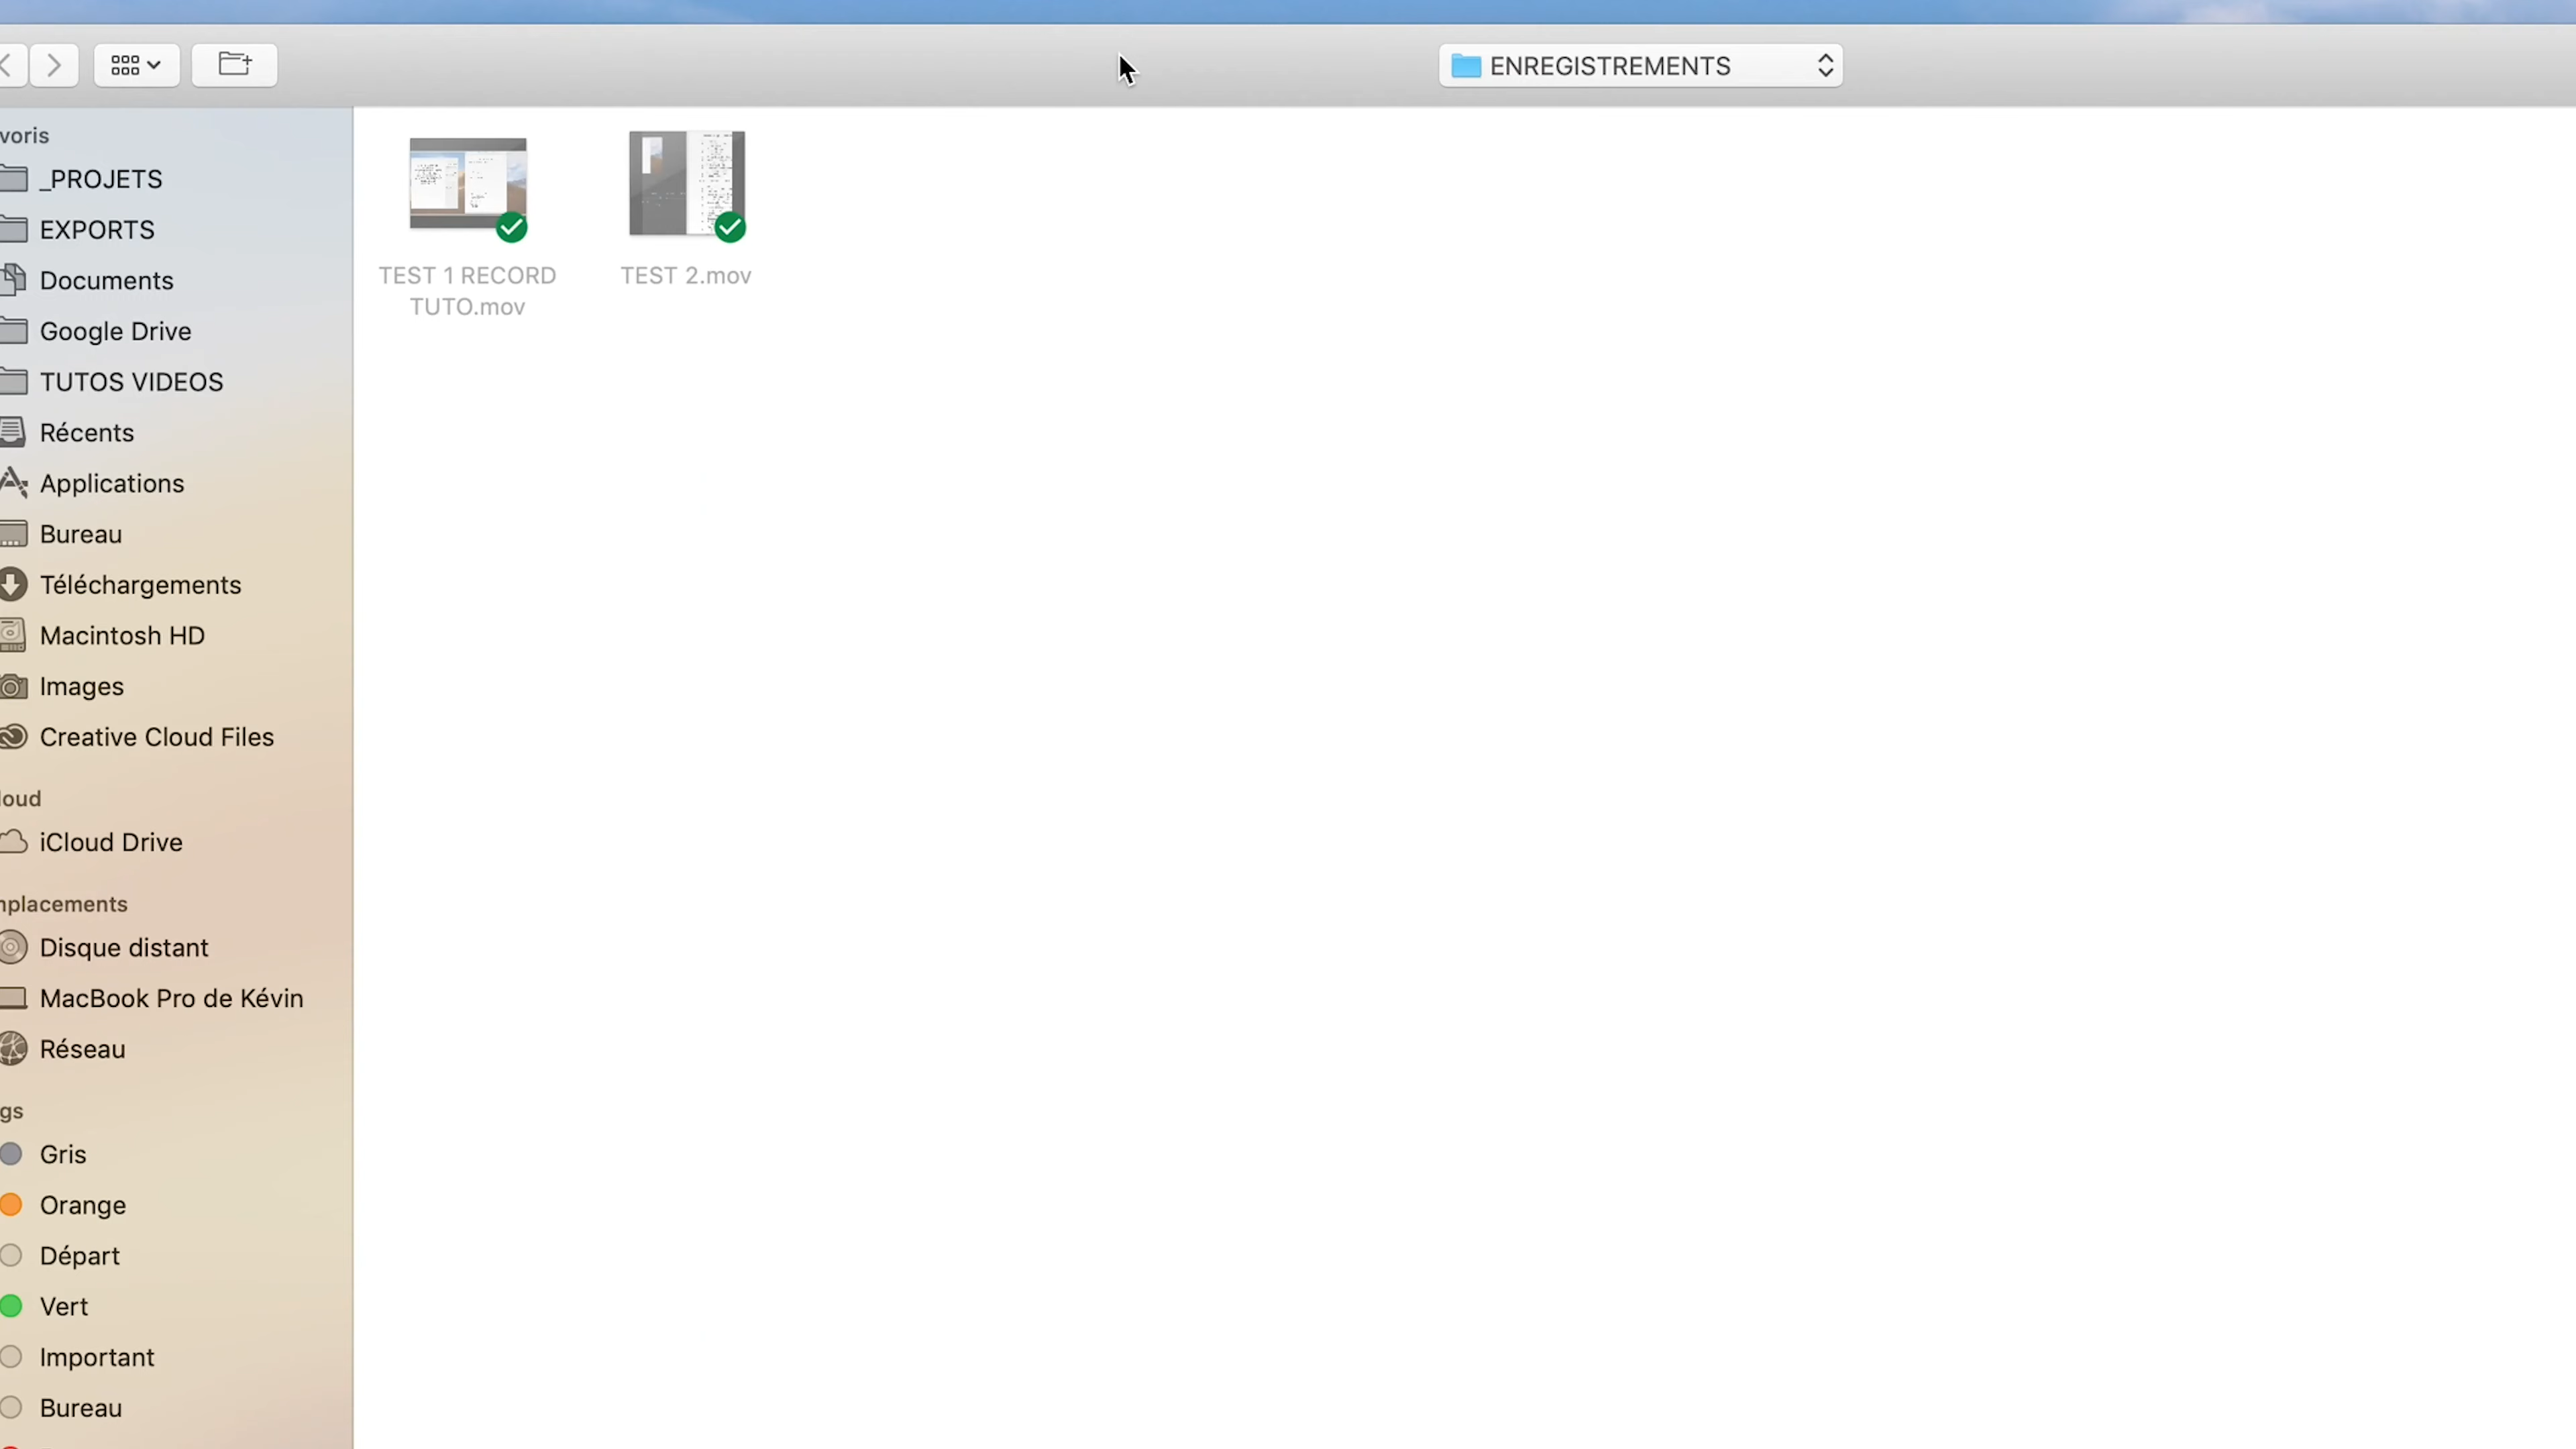 ENREGISTREMENTS
voris
_PROJETS
EXPORTS
Documents
Google Drive
TUTOS VIDEOS
Récents
Applications
Bureau
Téléchargements
Macintosh HD
Images
Creative Cloud Files
loud
iCloud Drive
nplacements
Disque distant
MacBook Pro de Kévin
Réseau
gs
Gris
Orange
Départ
Vert
Important
Bureau
TEST 1 RECORD
TUTO.mov
TEST 2.mov